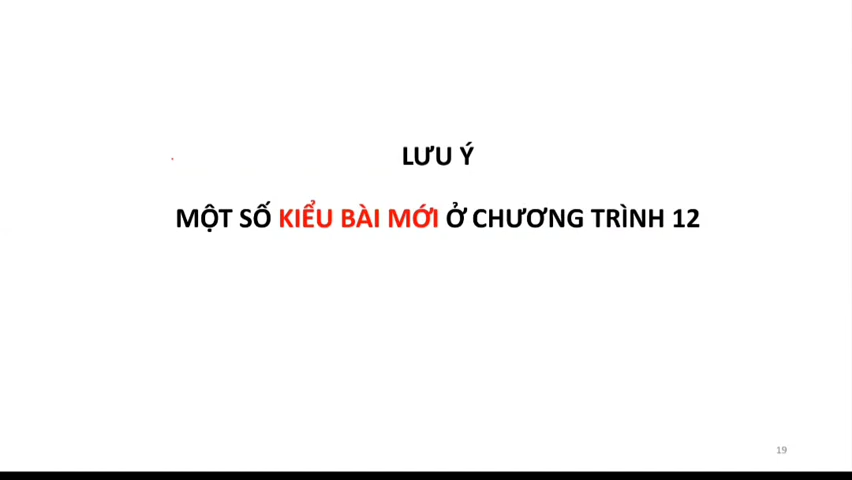 LƯU Ý
MỘT SỐ KIỂU BÀI MỚI Ở CHƯƠNG TRÌNH 12
19